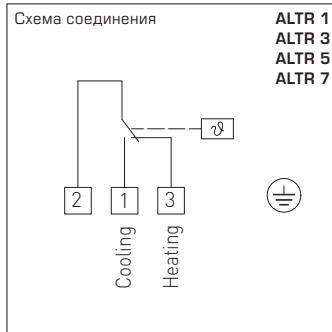 Схема соединения
ALTR 1
ALTR 3
ALTR 5
ALTR 7
ϑ
2 1 3
Cooling
Heating